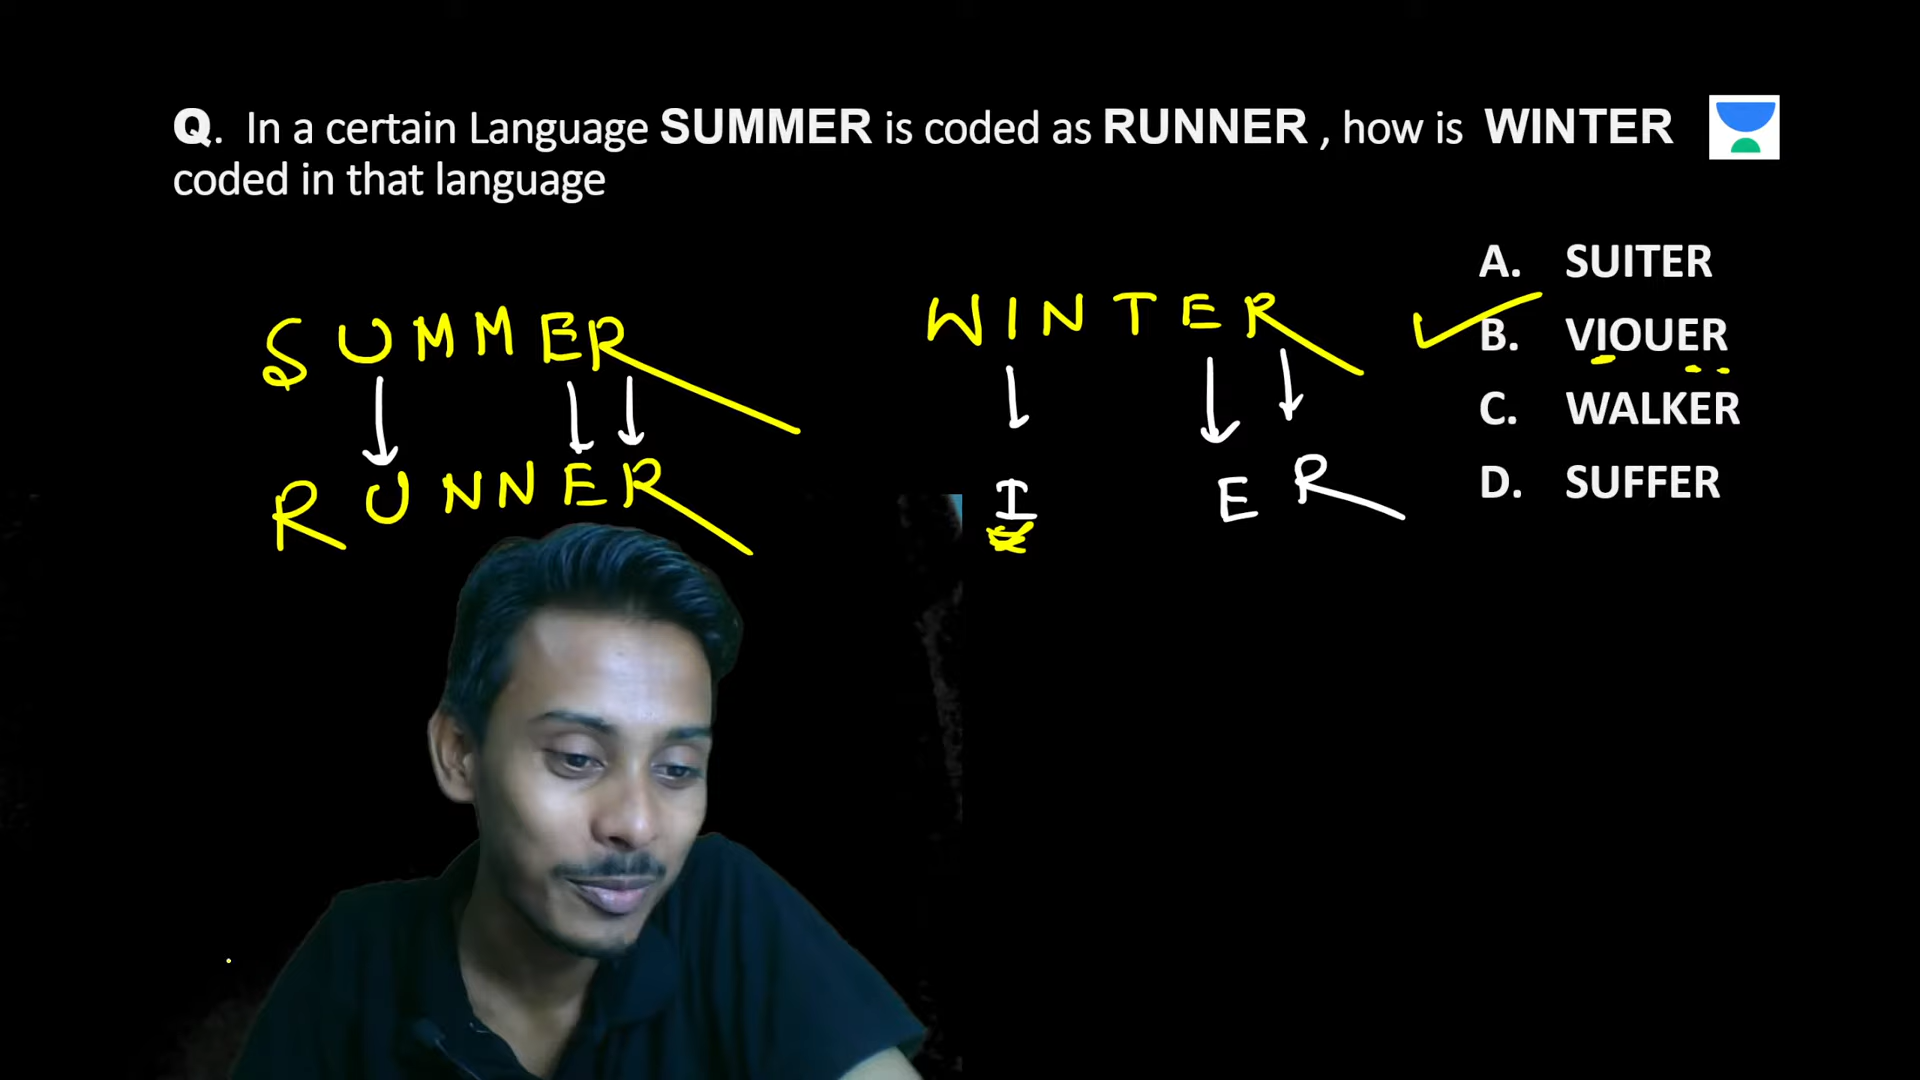 Q. In a certain Language SUMMER is coded as RUNNER , how is WINTER
coded in that language
A. SUITER
B. VIOUER
C. WALKER
D. SUFFER
SUMMER
RUNNER
WINTER
I E R